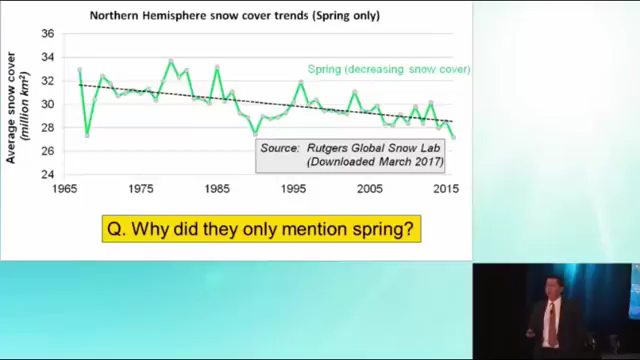 Northern Hemisphere snow cover trends (Spring only)
Average snow cover
(million km²)
36
34
32
30
28
26
24
Spring (decreasing snow cover)
Source: Rutgers Global Snow Lab
(Downloaded March 2017)
1965
1975
1985
1995
2005
2015
Q. Why did they only mention spring?